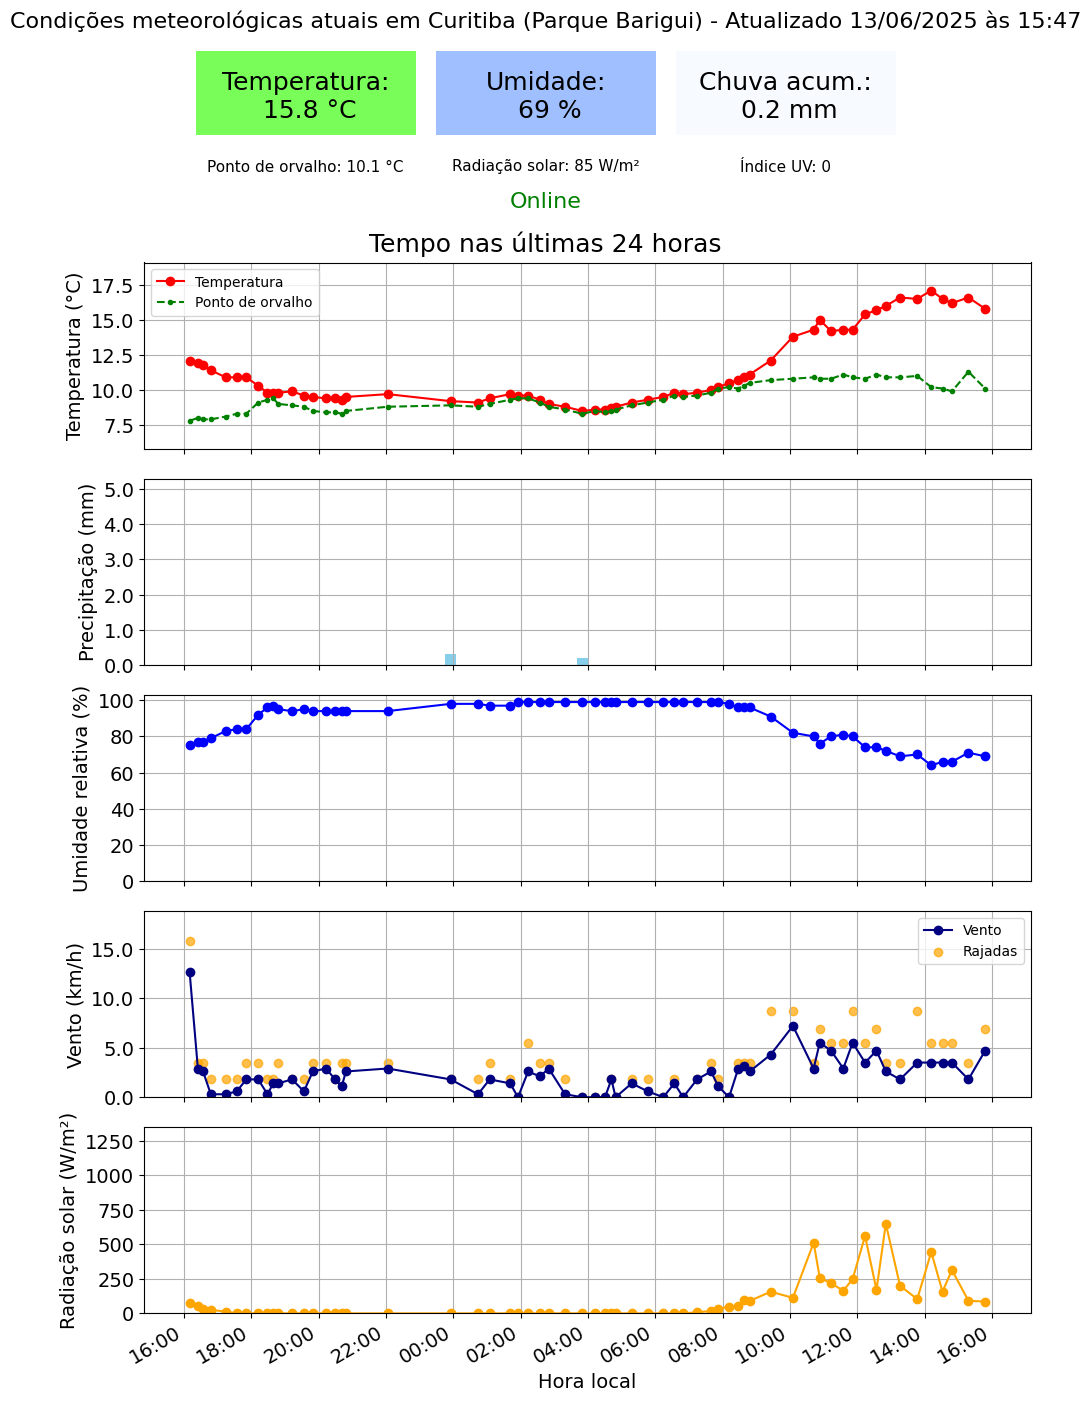 Condições meteorológicas atuais em Curitiba (Parque Barigui) - Atualizado 13/06/2025 às 15:47
Temperatura:
15.8 °C
Umidade:
69 %
Chuva acum.:
0.2 mm
Ponto de orvalho: 10.1 °C
Radiação solar: 85 W/m²
Índice UV: 0
Online
Tempo nas últimas 24 horas
Temperatura (°C)
17.5
15.0
12.5
10.0
7.5
Temperatura
Ponto de orvalho
Precipitação (mm)
5.0
4.0
3.0
2.0
1.0
0.0
Umidade relativa (%)
100
80
60
40
20
0
Vento (km/h)
15.0
10.0
5.0
0.0
Vento
Rajadas
Radiação solar (W/m²)
1250
1000
750
500
250
0
16:00
18:00
20:00
22:00
00:00
02:00
04:00
06:00
08:00
10:00
12:00
14:00
16:00
Hora local